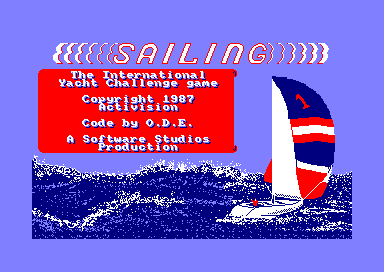 SAILING
The International
Yacht Challenge game
Copyright 1987
Activision
Code by O.D.E.
A Software Studios
Production
1